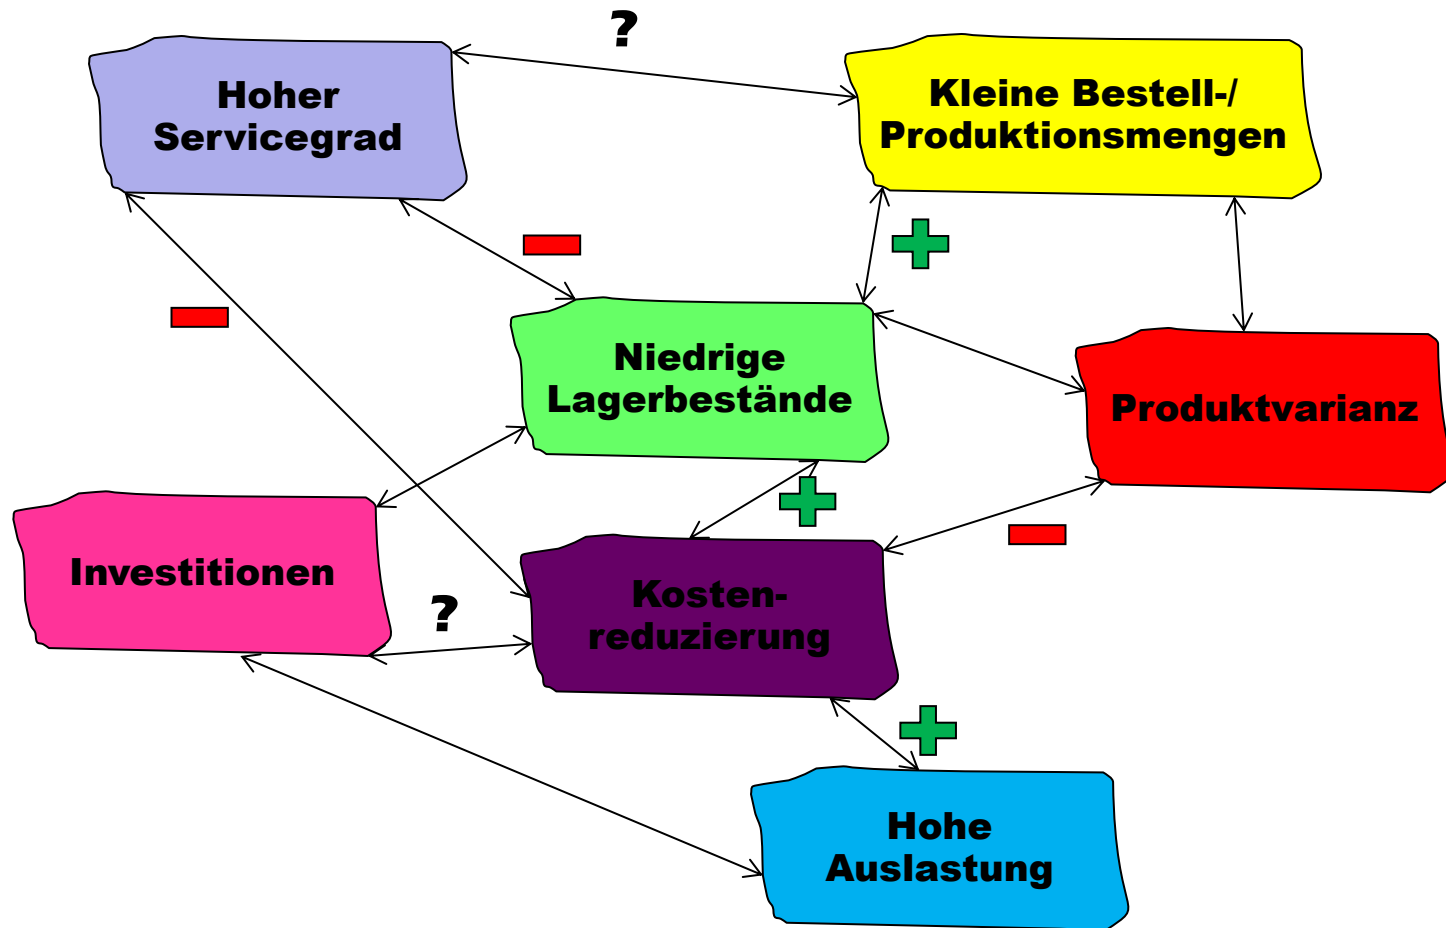 ?
Hoher
Servicegrad
Kleine Bestell-/
Produktionsmengen
Niedrige
Lagerbestände
Produktvarianz
Investitionen
?
Kosten-
reduzierung
Hohe
Auslastung